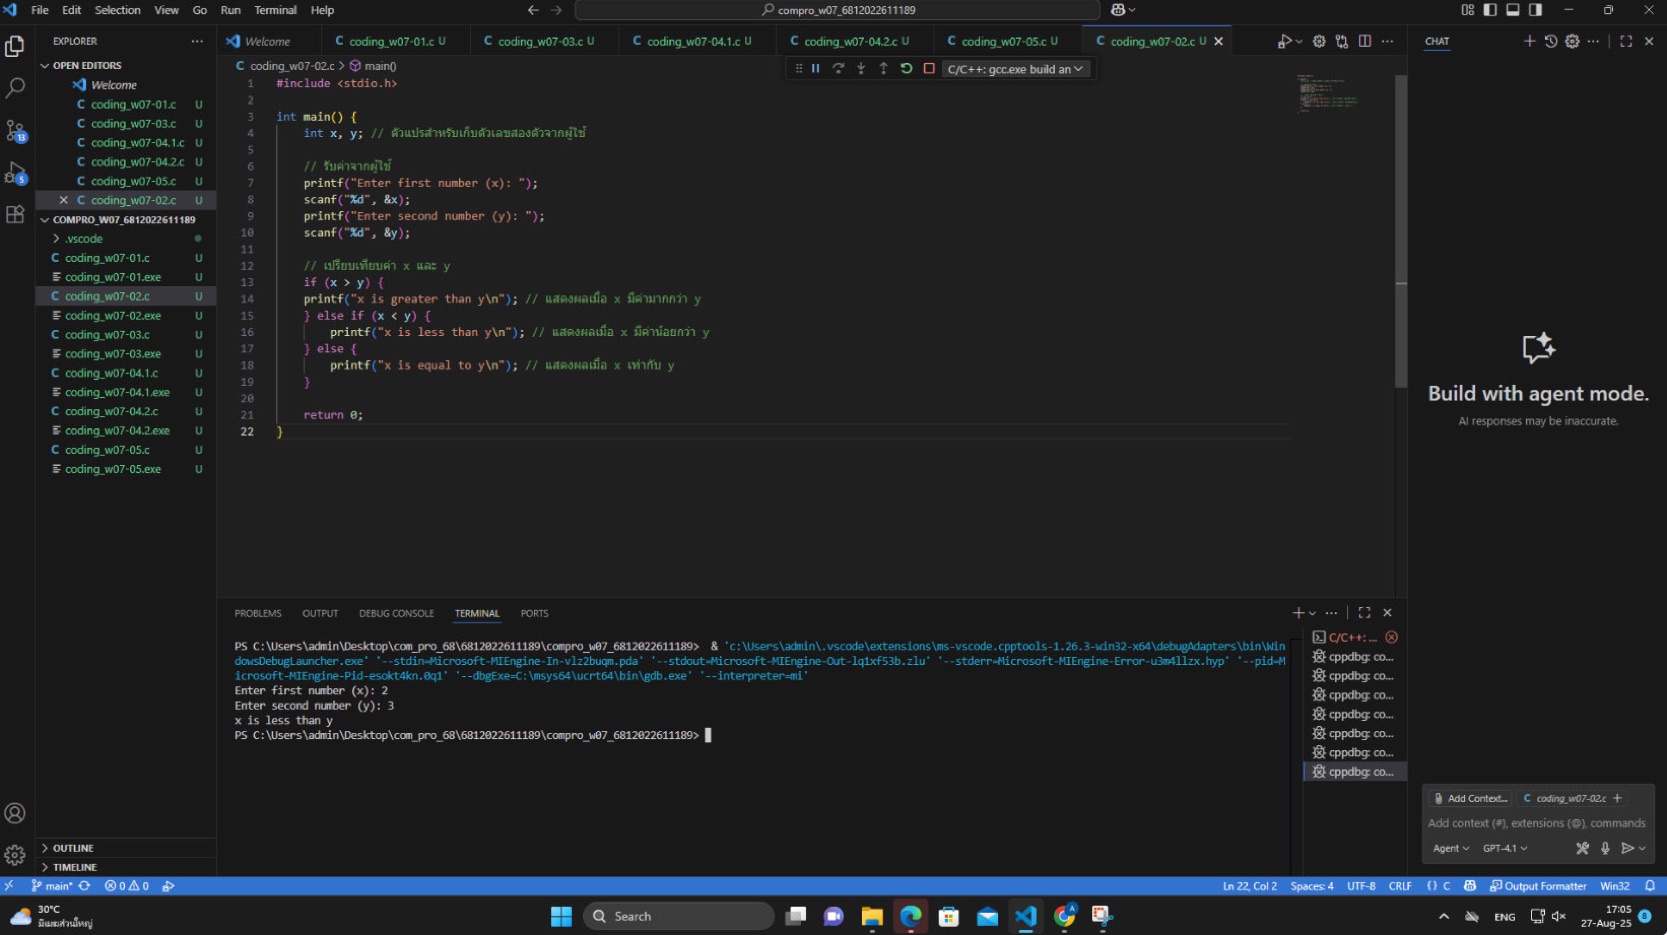 File Edit Selection View Go Run Terminal Help
compro_w07_6812022611189
EXPLORER
Welcome
coding_w07-01.c U
coding_w07-03.c U
coding_w07-04.1.c U
coding_w07-04.2.c U
coding_w07-05.c U
coding_w07-02.c U
CHAT
OPEN EDITORS
Welcome
C coding_w07-01.c U
C coding_w07-03.c U
C coding_w07-04.1.c U
C coding_w07-04.2.c U
C coding_w07-05.c U
C coding_w07-02.c U
COMPRO_W07_6812022611189
.vscode
C coding_w07-01.c U
coding_w07-01.exe U
C coding_w07-02.c U
coding_w07-02.exe U
C coding_w07-03.c U
coding_w07-03.exe U
C coding_w07-04.1.c U
coding_w07-04.1.exe U
C coding_w07-04.2.c U
coding_w07-04.2.exe U
C coding_w07-05.c U
coding_w07-05.exe U
OUTLINE
TIMELINE
13
5
C coding_w07-02.c > main()
C/C++: gcc.exe build an
1 #include <stdio.h>
2
3 int main() {
4 int x, y; // ตัวแปรสำหรับเก็บตัวเลขสองตัวจากผู้ใช้
5
6 // รับค่าจากผู้ใช้
7 printf("Enter first number (x): ");
8 scanf("%d", &x);
9 printf("Enter second number (y): ");
10 scanf("%d", &y);
11
12 // เปรียบเทียบค่า x และ y
13 if (x > y) {
14 printf("x is greater than y\n"); // แสดงผลเมื่อ x มีค่ามากกว่า y
15 } else if (x < y) {
16 printf("x is less than y\n"); // แสดงผลเมื่อ x มีค่าน้อยกว่า y
17 } else {
18 printf("x is equal to y\n"); // แสดงผลเมื่อ x เท่ากับ y
19 }
20
21 return 0;
22 }
Build with agent mode.
AI responses may be inaccurate.
PROBLEMS OUTPUT DEBUG CONSOLE TERMINAL PORTS
PS C:\Users\admin\Desktop\com_pro_68\6812022611189\compro_w07_6812022611189> & 'c:\Users\admin\.vscode\extensions\ms-vscode.cpptools-1.26.3-win32-x64\debugAdapters\bin\Win
dowsDebugLauncher.exe' '--stdin=Microsoft-MIEngine-In-vlz2buqm.pda' '--stdout=Microsoft-MIEngine-Out-lq1xf53b.zlu' '--stderr=Microsoft-MIEngine-Error-u3m4llzx.hyp' '--pid=M
icrosoft-MIEngine-Pid-esokt4kn.0q1' '--dbgExe=C:\msys64\ucrt64\bin\gdb.exe' '--interpreter=mi'
Enter first number (x): 2
Enter second number (y): 3
x is less than y
PS C:\Users\admin\Desktop\com_pro_68\6812022611189\compro_w07_6812022611189>
C/C++: ...
cppdbg: co...
cppdbg: co...
cppdbg: co...
cppdbg: co...
cppdbg: co...
cppdbg: co...
cppdbg: co...
Add Context... C coding_w07-02.c
Add context (#), extensions (@), commands
Agent GPT-4.1
main* 0 0
Ln 22, Col 2 Spaces: 4 UTF-8 CRLF {} C Output Formatter Win32
30°C
มีเมฆส่วนใหญ่
Search
ENG
17:05
27-Aug-25
8